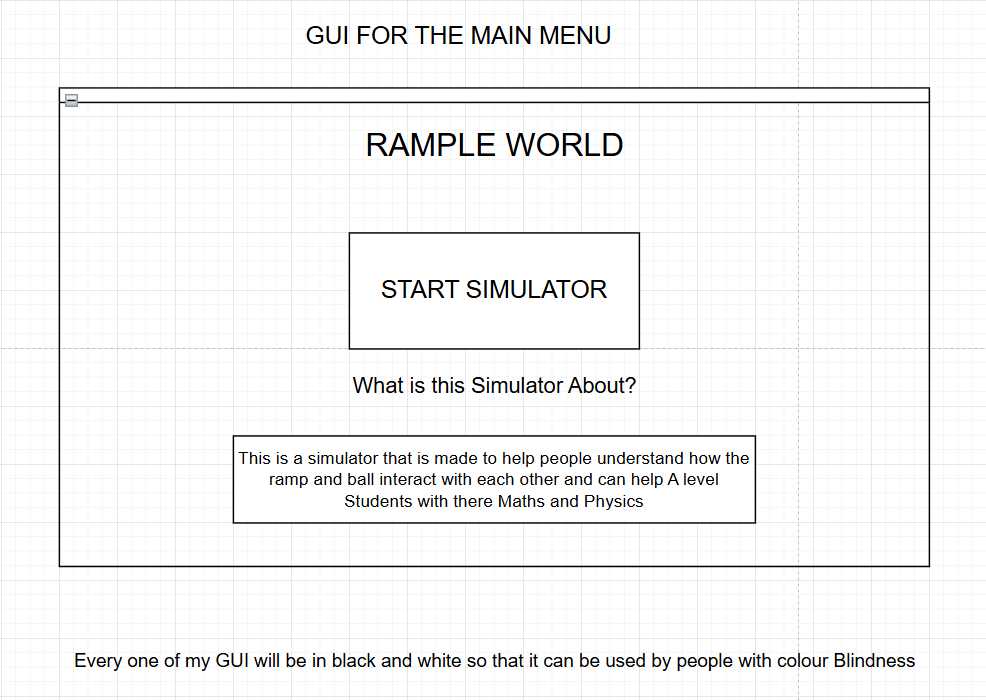 GUI FOR THE MAIN MENU
RAMPLE WORLD
START SIMULATOR
What is this Simulator About?
This is a simulator that is made to help people understand how the
ramp and ball interact with each other and can help A level
Students with there Maths and Physics
Every one of my GUI will be in black and white so that it can be used by people with colour Blindness